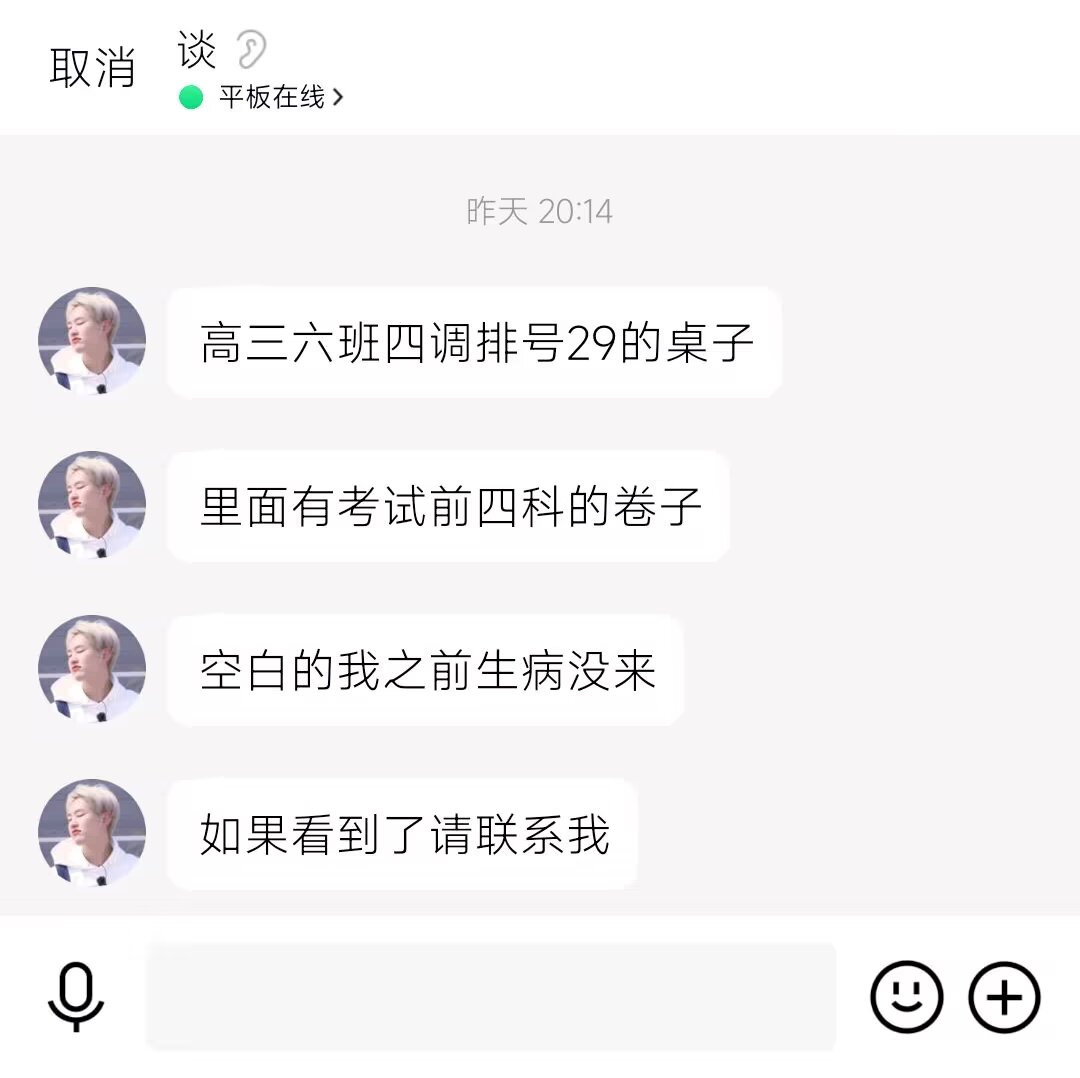 取消
谈
平板在线
昨天 20:14
高三六班四调排号29的桌子
里面有考试前四科的卷子
空白的我之前生病没来
如果看到了请联系我